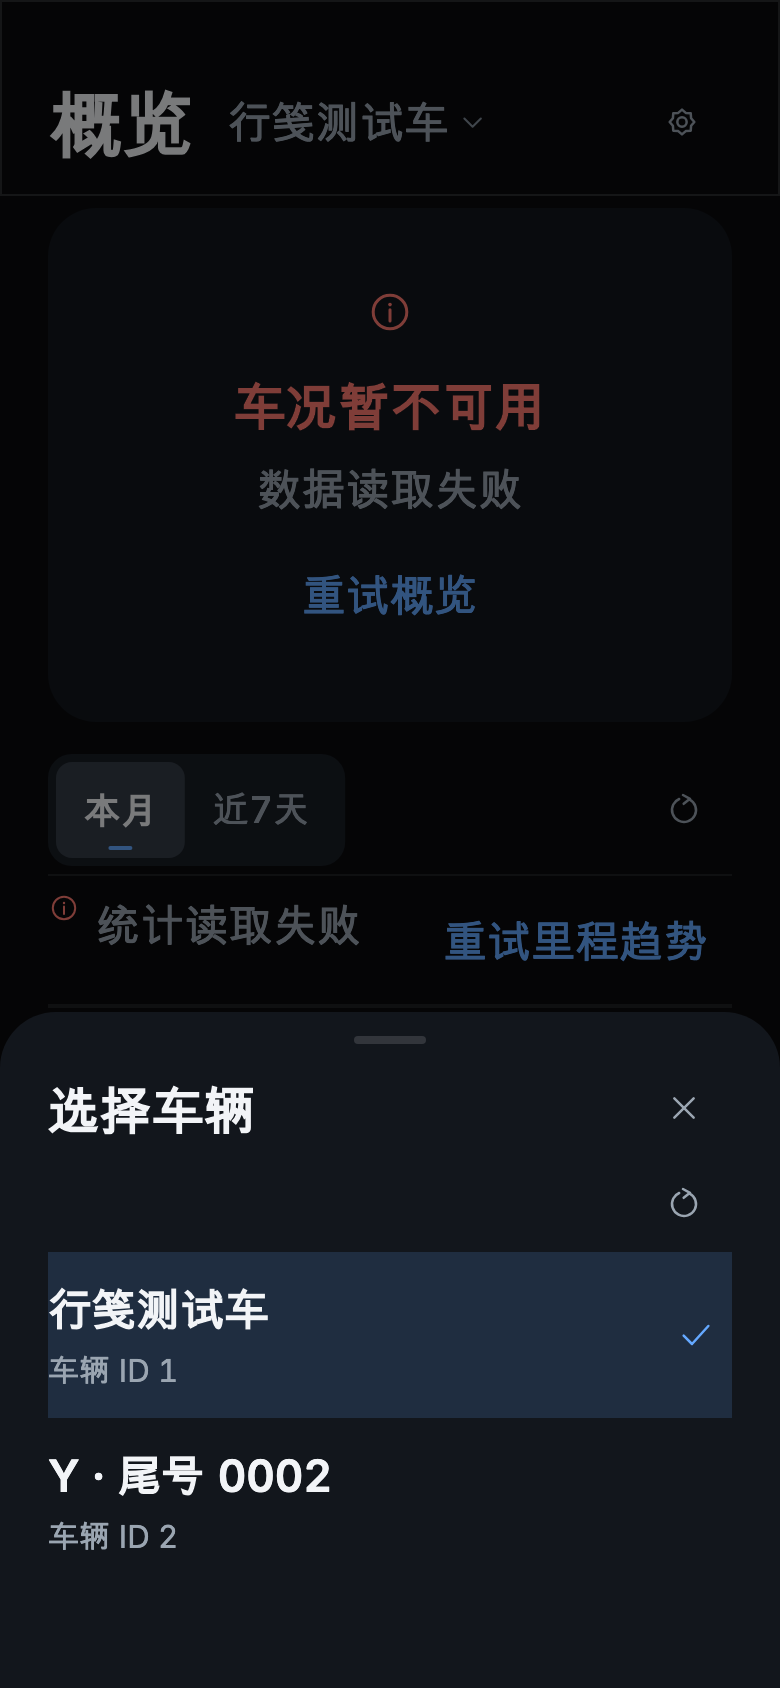 概览 行笺测试车
车况暂不可用
数据读取失败
重试概览
本月 近7天
统计读取失败 重试里程趋势
选择车辆
行笺测试车
车辆 ID 1
Y · 尾号 0002
车辆 ID 2